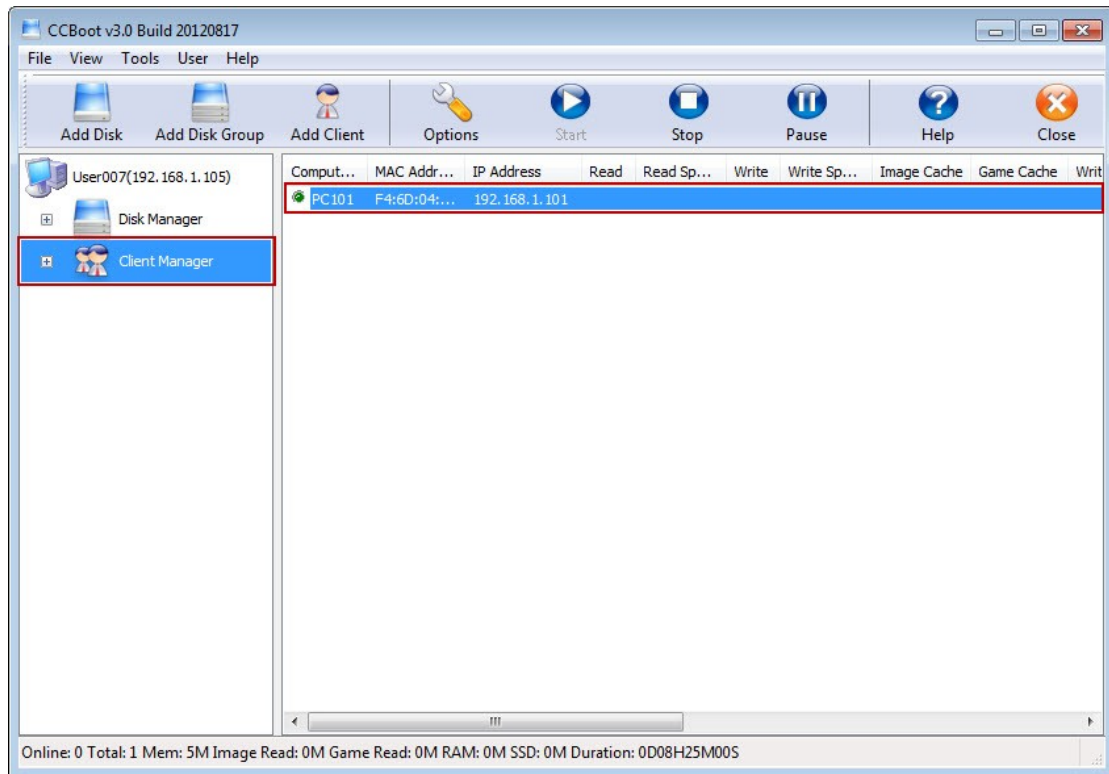 CCBoot v3.0 Build 20120817
File View Tools User Help
Add Disk Add Disk Group Add Client Options Start Stop Pause Help Close
User007(192.168.1.105)
Disk Manager
Client Manager
Comput... MAC Addr... IP Address Read Read Sp... Write Write Sp... Image Cache Game Cache Writ
PC101 F4:6D:04:... 192.168.1.101
Online: 0 Total: 1 Mem: 5M Image Read: 0M Game Read: 0M RAM: 0M SSD: 0M Duration: 0D08H25M00S